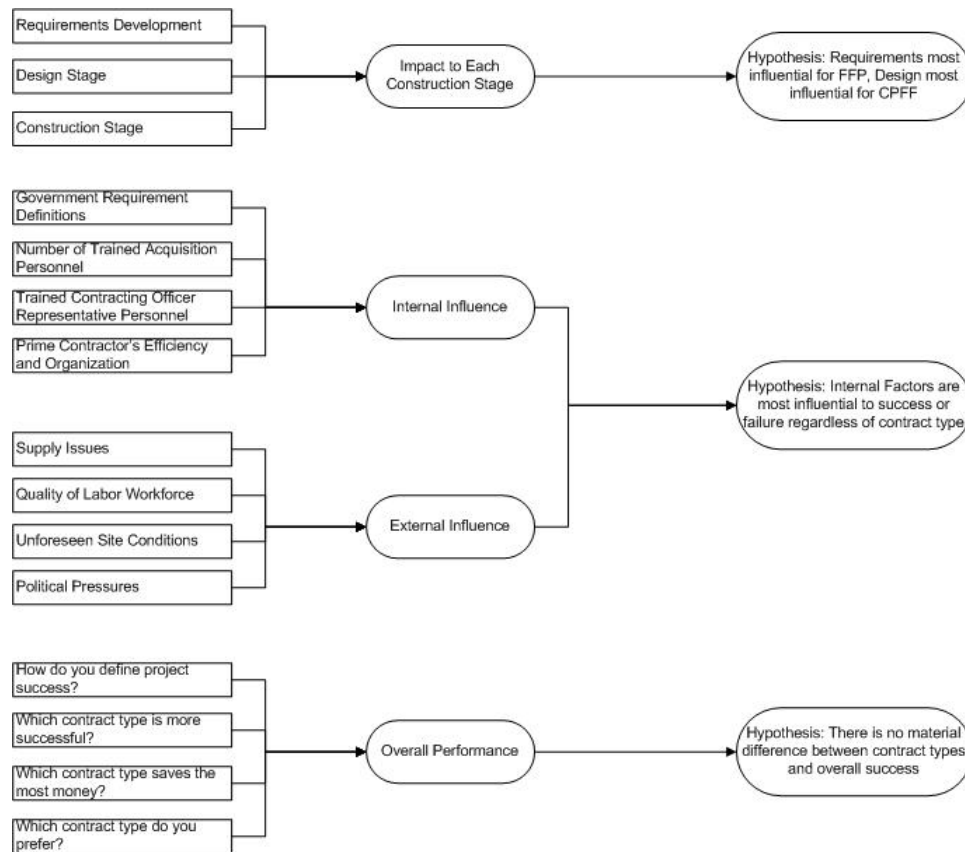 Requirements Development
Design Stage
Construction Stage
Impact to Each
Construction Stage
Hypothesis: Requirements most
influential for FFP, Design most
influential for CPFF
Government Requirement
Definitions
Number of Trained Acquisition
Personnel
Trained Contracting Officer
Representative Personnel
Prime Contractor's Efficiency
and Organization
Internal Influence
Supply Issues
Quality of Labor Workforce
Unforeseen Site Conditions
Political Pressures
External Influence
Hypothesis: Internal Factors are
most influential to success or
failure regardless of contract type
How do you define project
success?
Which contract type is more
successful?
Which contract type saves the
most money?
Which contract type do you
prefer?
Overall Performance
Hypothesis: There is no material
difference between contract types
and overall success